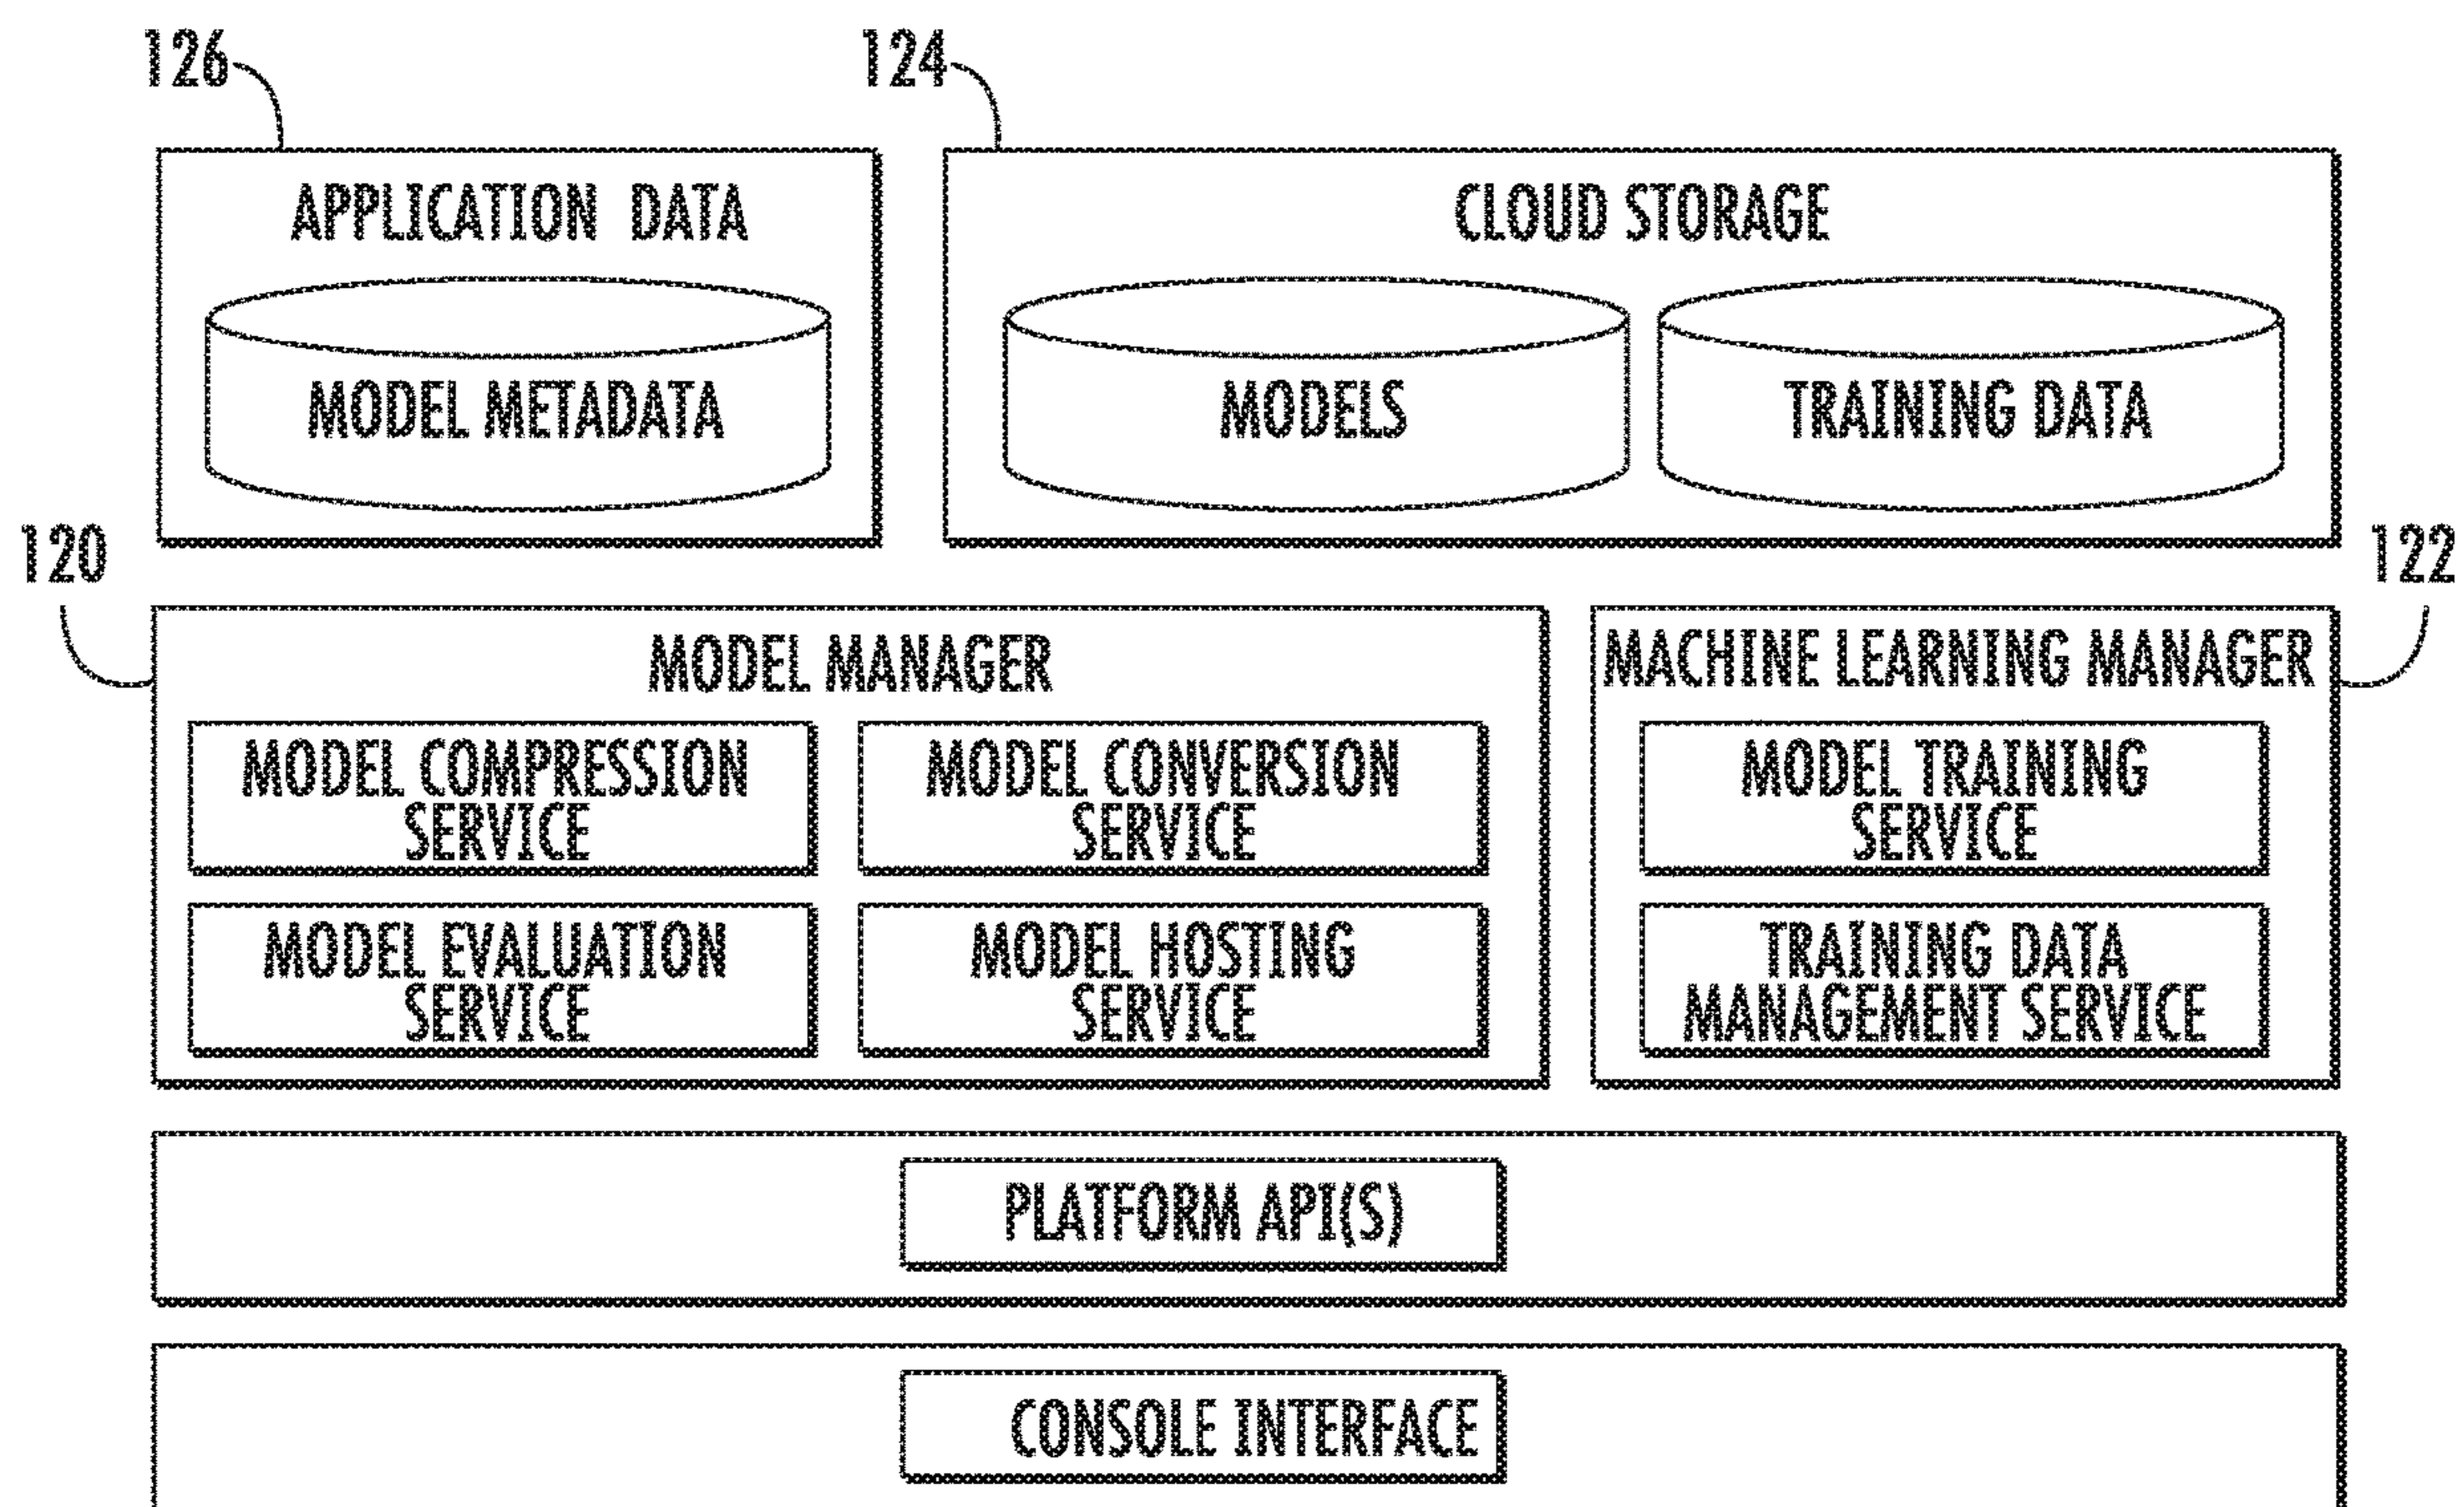 126
124
APPLICATION DATA
CLOUD STORAGE
MODEL METADATA
MODELS
TRAINING DATA
120
122
MODEL MANAGER
MACHINE LEARNING MANAGER
MODEL COMPRESSION
SERVICE
MODEL CONVERSION
SERVICE
MODEL TRAINING
SERVICE
MODEL EVALUATION
SERVICE
MODEL HOSTING
SERVICE
TRAINING DATA
MANAGEMENT SERVICE
PLATFORM API(S)
CONSOLE INTERFACE